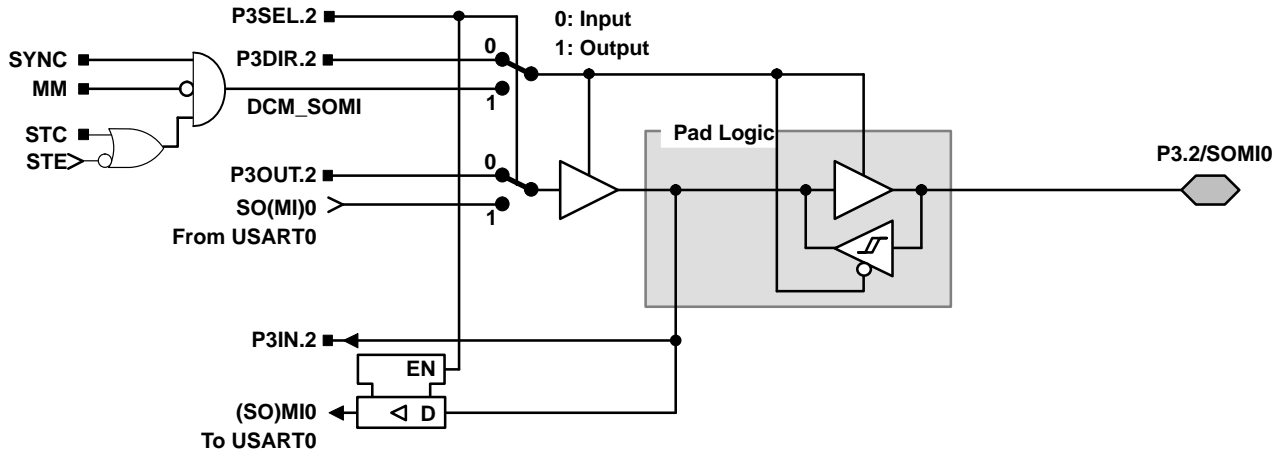 P3SEL.2
0: Input
1: Output
SYNC
P3DIR.2
0
MM
1
DCM_SOMI
STC
STE
Pad Logic
P3.2/SOMI0
P3OUT.2
0
SO(MI)0
1
From USART0
P3IN.2
EN
(SO)MI0
D
To USART0